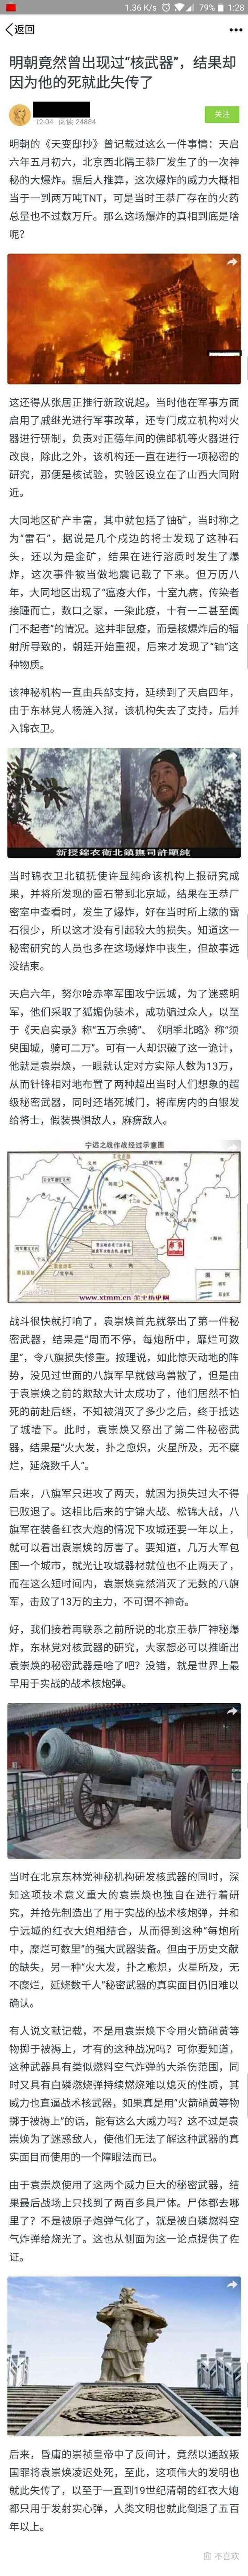 1.36 K/s 79% 1:28
返回
明朝竟然曾出现过“核武器”，结果却
因为他的死就此失传了
12-04 阅读 24884
关注
明朝的《天变邸抄》曾记载过这么一件事情：天启
六年五月初六，北京西北隅王恭厂发生了的一次神
秘的大爆炸。据后人推算，这次爆炸的威力大概相
当于一到两万吨TNT，可是当时王恭厂存在的火药
总量也不过数万斤。那么这场爆炸的真相到底是啥
呢？
这还得从张居正推行新政说起。当时他在军事方面
启用了戚继光进行军事改革，还专门成立机构对火
器进行研制，负责对正德年间的佛郎机等火器进行
改良，除此之外，该机构还一直在进行一项秘密的
研究，那便是核试验，实验区设立在了山西大同附
近。
大同地区矿产丰富，其中就包括了铀矿，当时称之
为“雷石”，据说是几个戍边的将士发现了这种石
头，还以为是金矿，结果在进行溶质时发生了爆
炸，这次事件被当做地震记载了下来。但万历八
年，大同地区出现了“瘟疫大作，十室九病，传染者
接踵而亡，数口之家，一染此疫，十有一二甚至阖
门不起者”的情况。这并非鼠疫，而是核爆炸后的辐
射所导致的，朝廷开始重视，后来才发现了“铀”这
种物质。
该神秘机构一直由兵部支持，延续到了天启四年，
由于东林党人杨涟入狱，该机构失去了支持，后并
入锦衣卫。
新授錦衣衛北鎮撫司許顯純
当时锦衣卫北镇抚使许显纯命该机构上报研究成
果，并将所发现的雷石带到北京城，结果在王恭厂
密室中查看时，发生了爆炸，好在当时所上缴的雷
石很少，所以这才没有引起较大的损失。知道这一
秘密研究的人员也多在这场爆炸中丧生，但故事远
没结束。
天启六年，努尔哈赤率军围攻宁远城，为了迷惑明
军，他们采取了狐媚伪装术，成功骗过众人，以至
于《天启实录》称“五万余骑”、《明季北略》称“须
臾围城，骑可二万”。可有一人却识破了这一诡计，
他就是袁崇焕，一眼就认定对方实际人数为13万，
从而针锋相对地布置了两种超出当时人们想象的超
级秘密武器，同时还堵死城门，将库房内的白银发
给将士，假装畏惧敌人，麻痹敌人。
宁远之战作战经过示意图
www.xtmm.cn
战斗很快就打响了，袁崇焕首先就祭出了第一件秘
密武器，结果是“周而不停，每炮所中，糜烂可数
里”，令八旗损失惨重。按理说，如此惊天动地的阵
势，没见过世面的八旗军早就做鸟兽散了，但是由
于袁崇焕之前的欺敌大计太成功了，他们居然不怕
死的前赴后继，不知被消灭了多少之后，终于抵达
了城墙下。此时，袁崇焕又祭出了第二件秘密武
器，结果是“火大发，扑之愈炽，火星所及，无不糜
烂，延烧数千人”。
后来，八旗军只进攻了两天，就因为损失过大不得
已败退了。这相比后来的宁锦大战、松锦大战，八
旗军在装备红衣大炮的情况下攻城还要一年以上，
就可以看出袁崇焕的厉害了。要知道，几万大军包
围一个城市，就光让攻城器材就位也不止两天了，
而在这么短时间内，袁崇焕竟然消灭了无数的八旗
军，击败了13万的主力，不可谓不神奇。
好，我们接着再联系之前所说的北京王恭厂神秘爆
炸，东林党对核武器的研究，大家想必可以推断出
袁崇焕的秘密武器是啥了吧？没错，就是世界上最
早用于实战的战术核炮弹。
当时在北京东林党神秘机构研发核武器的同时，深
知这项技术意义重大的袁崇焕也独自在进行着研
究，并抢先制造出了用于实战的战术核炮弹，并和
宁远城的红衣大炮相结合，从而得到这种“每炮所
中，糜烂可数里”的强大武器装备。但由于历史文献
的缺失，另一种“火大发，扑之愈炽，火星所及，无
不糜烂，延烧数千人”秘密武器的真实面目仍旧难以
确认。
有人说文献记载，不是用袁崇焕下令用火箭硝黄等
物掷于被褥上，才有的这种战况吗？可你要知道，
这种武器具有类似燃料空气炸弹的大杀伤范围，同
时又具有白磷燃烧弹持续燃烧难以熄灭的性质，其
威力也直逼战术核武器，如果真是用“火箭硝黄等物
掷于被褥上”的话，能有这么大威力吗？这不过是袁
崇焕为了迷惑敌人，使他们无法了解这种武器的真
实面目而使用的一个障眼法而已。
由于袁崇焕使用了这两个威力巨大的秘密武器，结
果最后战场上只找到了两百多具尸体。尸体都去哪
里了？不是被原子炮弹气化了，就是被白磷燃料空
气炸弹给烧光了。这也从侧面为这一论点提供了佐
证。
后来，昏庸的崇祯皇帝中了反间计，竟然以通敌叛
国罪将袁崇焕凌迟处死，至此，这项伟大的发明也
就此失传了，以至于一直到19世纪清朝的红衣大炮
都只用于发射实心弹，人类文明也就此倒退了五百
年以上。
不喜欢